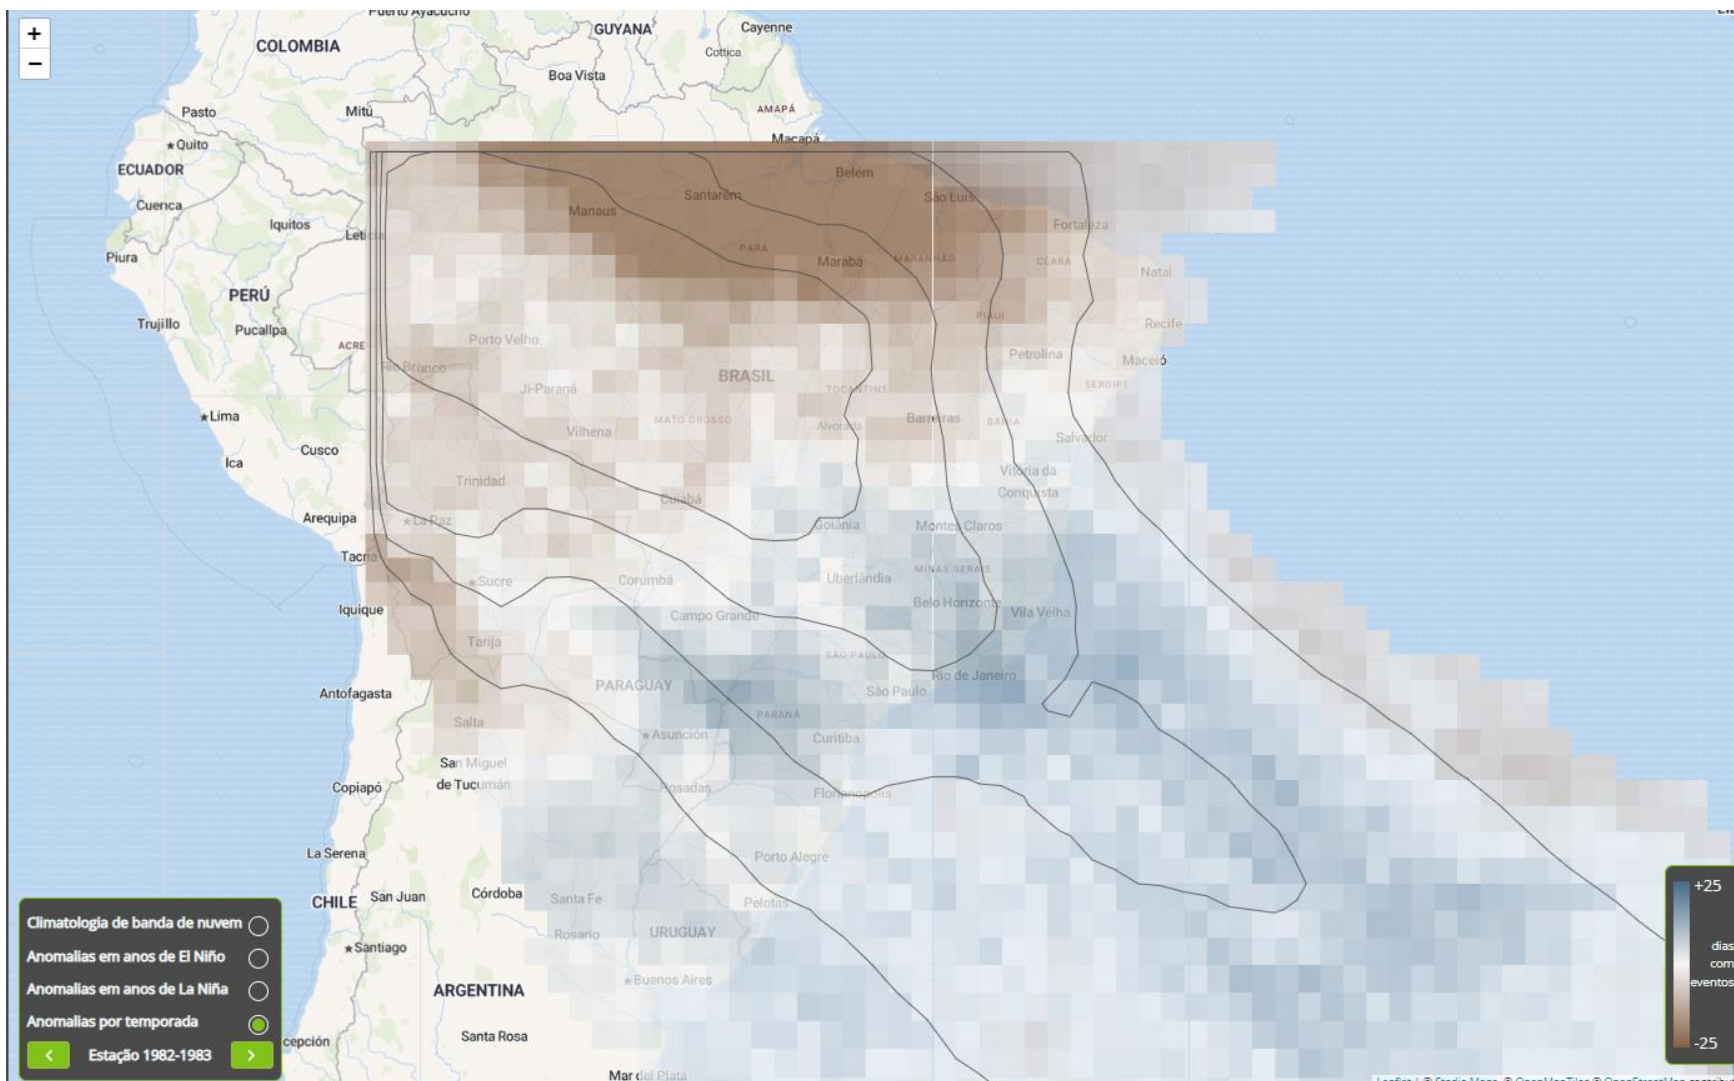 Puerto Ayacucho
GUYANA
Cayenne
COLOMBIA
Cottica
Boa Vista
Pasto
Mitú
AMAPÁ
Macapá
Quito
ECUADOR
Belém
Santarém
São Luis
Cuenca
Manaus
Iquitos
Fortaleza
Leticia
PARÁ
Piura
Marabá
MARANHÃO
CEARÁ
Natal
PERÚ
PIAUÍ
Trujillo
Pucallpa
Recife
ACRE
Porto Velho
Petrolina
Maceió
Rio Branco
BRASIL
SERGIPE
Ji-Paraná
TOCANTINS
Lima
MATO GROSSO
Alvorada
Barreiras
BAHIA
Vilhena
Salvador
Cusco
Ica
Vitória da
Conquista
Trinidad
Cuiabá
Arequipa
La Paz
Goiânia
Montes Claros
Tacna
MINAS GERAIS
Sucre
Corumbá
Uberlândia
Iquique
Belo Horizonte
Vila Velha
Campo Grande
Tarija
SÃO PAULO
Rio de Janeiro
PARAGUAY
São Paulo
Antofagasta
PARANÁ
Salta
Asunción
Curitiba
San Miguel
de Tucumán
Copiapó
Posadas
Florianópolis
La Serena
Porto Alegre
CHILE
San Juan
Córdoba
Santa Fe
Pelotas
Rosario
URUGUAY
Santiago
Buenos Aires
ARGENTINA
Santa Rosa
cepción
Mar del Plata
+
−
Climatologia de banda de nuvem
Anomalias em anos de El Niño
Anomalias em anos de La Niña
Anomalias por temporada
< Estação 1982-1983 >
+25
dias
com
eventos
-25